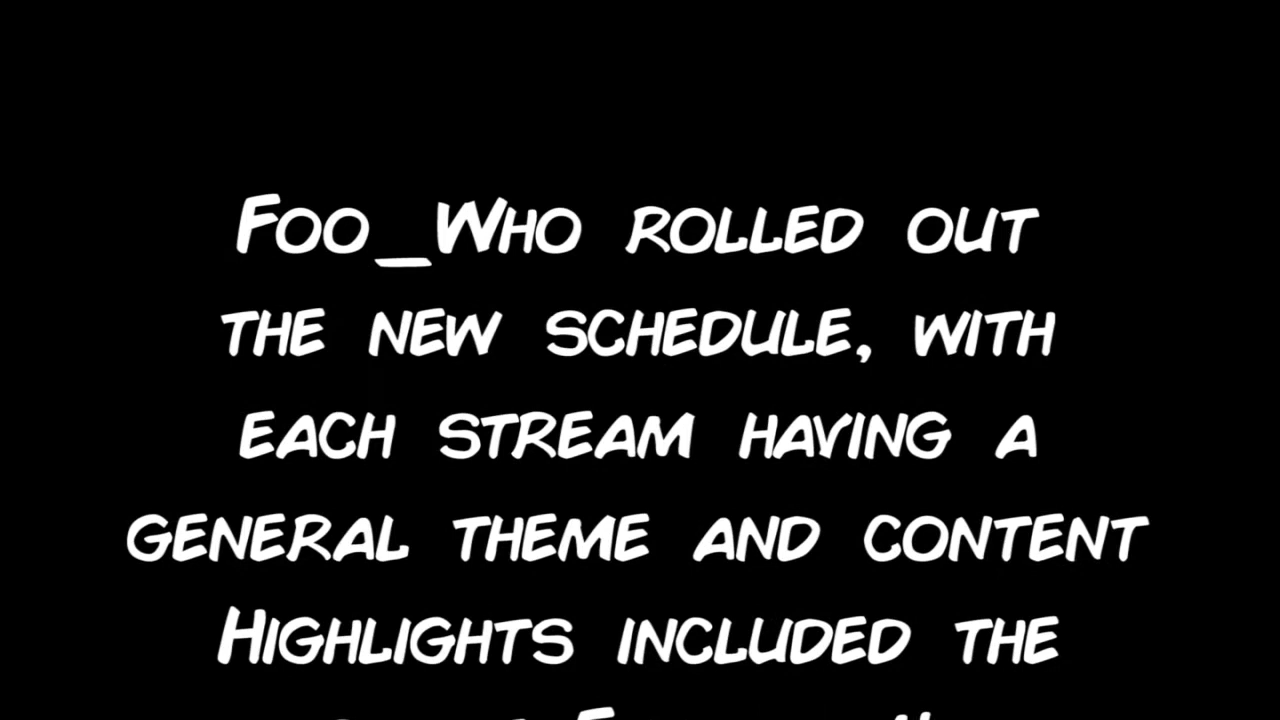 Foo_Who rolled out
the new schedule, with
each stream having a
general theme and content
Highlights included the